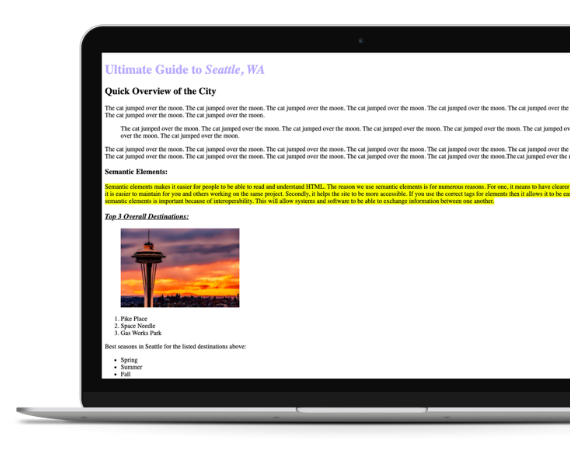 Ultimate Guide to Seattle, WA
Quick Overview of the City
The cat jumped over the moon. The cat jumped over the moon. The cat jumped over the moon. The cat jumped over the moon. The cat jumped over the moon. The cat jumped over the
The cat jumped over the moon. The cat jumped over the moon.
The cat jumped over the moon. The cat jumped over the moon. The cat jumped over the moon. The cat jumped over the moon. The cat jumped over the moon. The cat jumped ov
over the moon. The cat jumped over the moon.
The cat jumped over the moon. The cat jumped over the moon. The cat jumped over the moon. The cat jumped over the moon. The cat jumped over the moon. The cat jumped over the
The cat jumped over the moon. The cat jumped over the moon. The cat jumped over the moon. The cat jumped over the moon. The cat jumped over the moon.The cat jumped over the
Semantic Elements:
Semantic elements makes it easier for people to be able to read and understand HTML. The reason we use semantic elements is for numerous reasons. For one, it means to have clearer
it is easier to maintain for you and others working on the same project. Secondly, it helps the site to be more accessible. If you use the correct tags for elements then it allows it to be
semantic elements is important because of interoperability. This will allow systems and software to be able to exchange information between one another.
Top 3 Overall Destinations:
1. Pike Place
2. Space Needle
3. Gas Works Park
Best seasons in Seattle for the listed destinations above:
• Spring
• Summer
• Fall